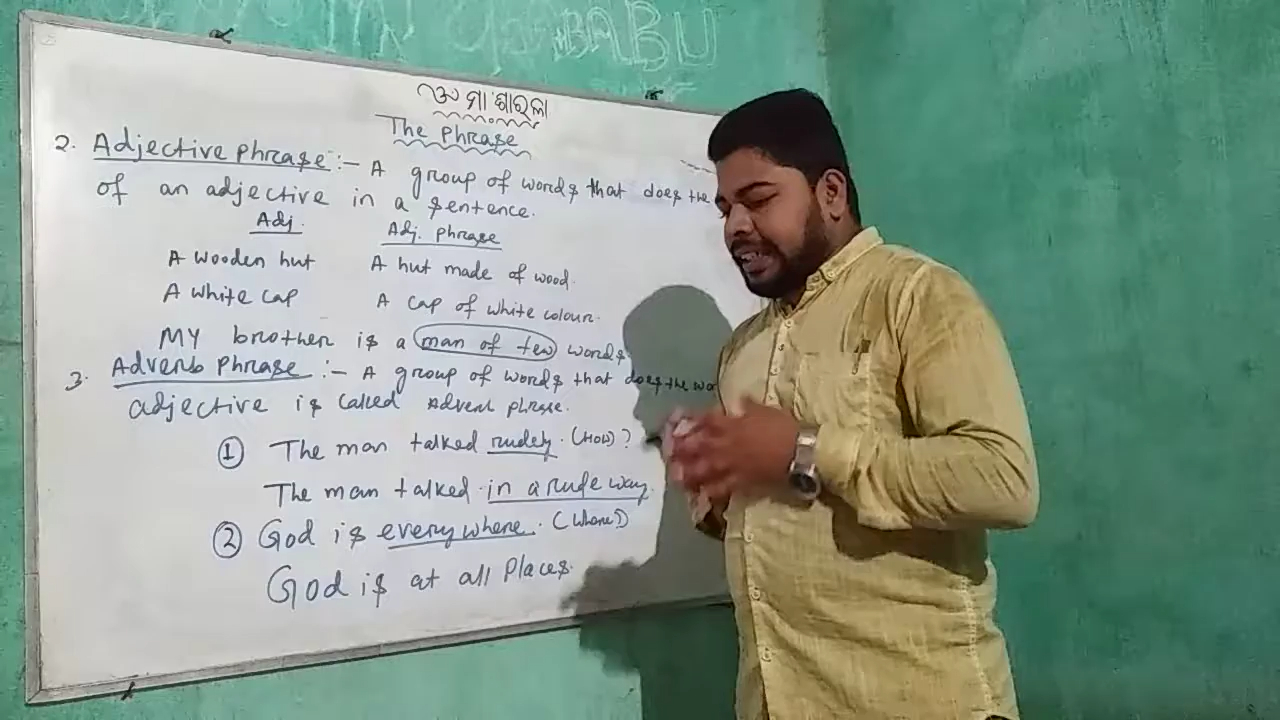 BABU
ଓଁ ମା ଶାରଳା
The Phrase
2. Adjective phrase :- A group of words that does the
of an adjective in a sentence.
Adj. Adj. phrase
A wooden hut A hut made of wood.
A white cap A cap of white colour.
MY brother is a man of few words
3. Adverb Phrase :- A group of words that does the wo
adjective is called Adverb phrase.
① The man talked rudely. (How)?
The man talked in a rude way.
② God is everywhere. (Where?)
God is at all Places.